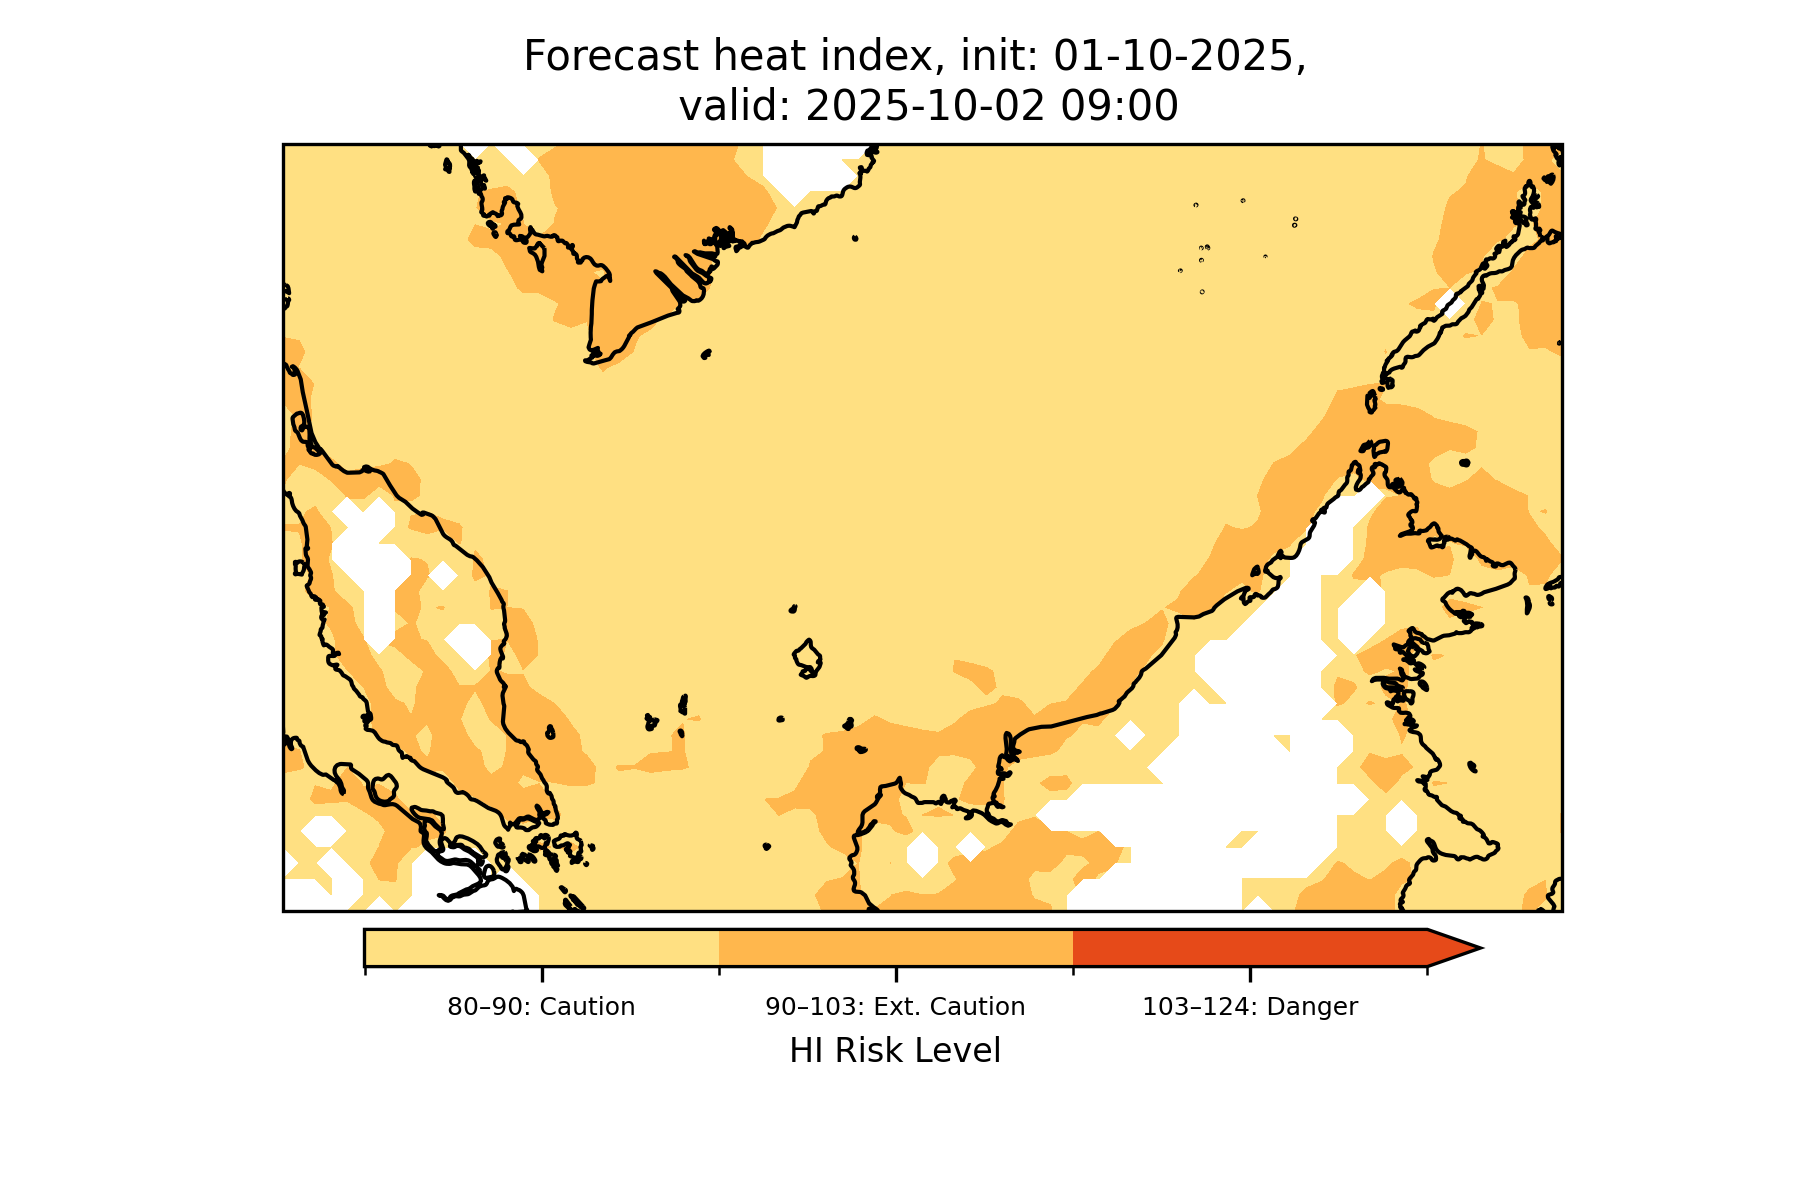 Forecast heat index, init: 01-10-2025,
valid: 2025-10-02 09:00
80–90: Caution
90–103: Ext. Caution
103–124: Danger
HI Risk Level